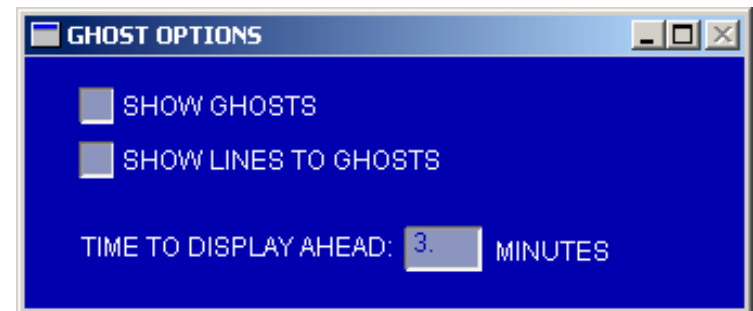 GHOST OPTIONS
SHOW GHOSTS
SHOW LINES TO GHOSTS
TIME TO DISPLAY AHEAD: 3. MINUTES